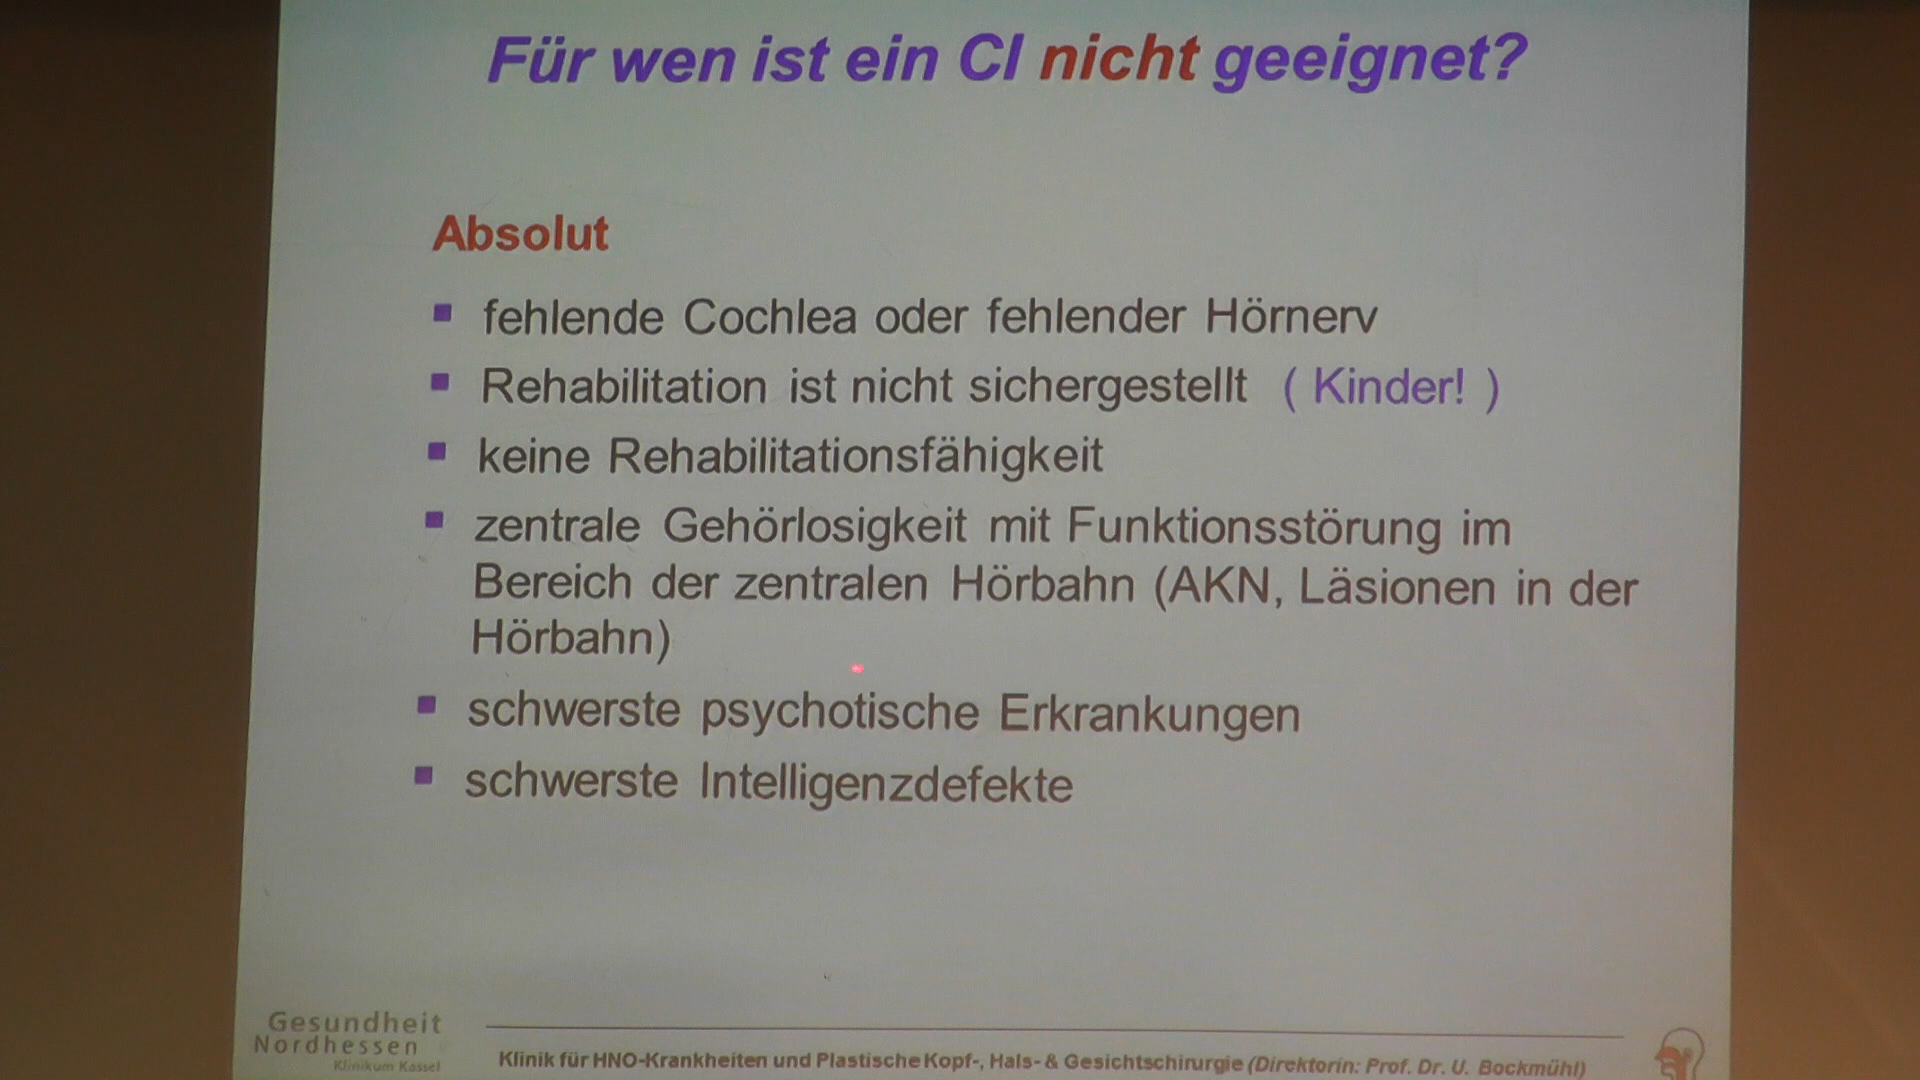 Für wen ist ein CI nicht geeignet?
Absolut
▪ fehlende Cochlea oder fehlender Hörnerv
▪ Rehabilitation ist nicht sichergestellt ( Kinder! )
▪ keine Rehabilitationsfähigkeit
▪ zentrale Gehörlosigkeit mit Funktionsstörung im
Bereich der zentralen Hörbahn (AKN, Läsionen in der
Hörbahn)
▪ schwerste psychotische Erkrankungen
▪ schwerste Intelligenzdefekte
Gesundheit
Nordhessen
Klinikum Kassel
Klinik für HNO-Krankheiten und Plastische Kopf-, Hals- & Gesichtschirurgie (Direktorin: Prof. Dr. U. Bockmühl)